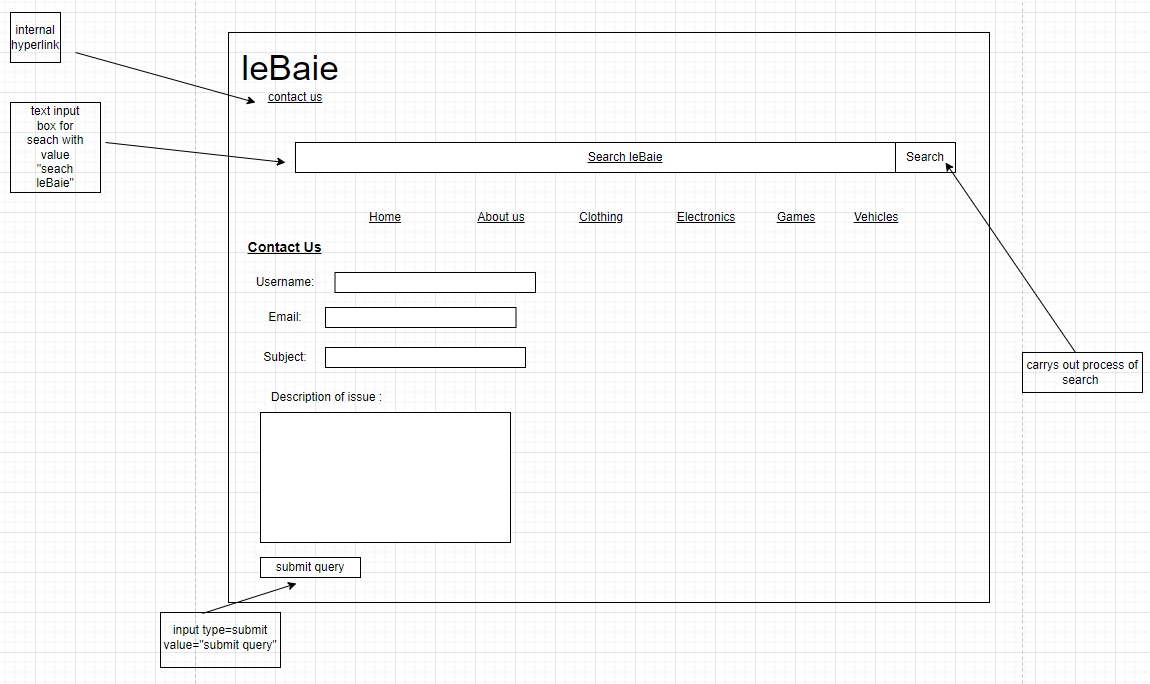 internal
hyperlink
leBaie
contact us
text input
box for
seach with
value
"seach
leBaie"
Search leBaie
Search
Home
About us
Clothing
Electronics
Games
Vehicles
Contact Us
Username:
Email:
Subject:
carrys out process of
search
Description of issue :
submit query
input type=submit
value="submit query"